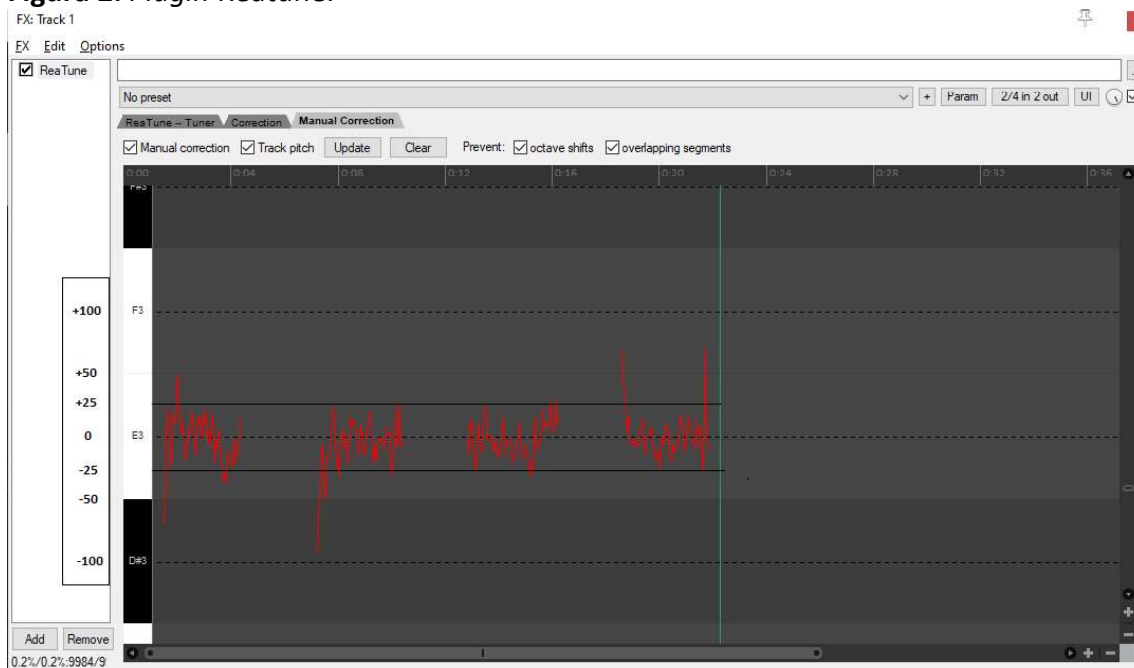 FX: Track 1
FX Edit Options
ReaTune
No preset
+ Param 2/4 in 2 out UI
ReaTune -- Tuner Correction Manual Correction
Manual correction Track pitch Update Clear Prevent: octave shifts overlapping segments
0:00 0:04 0:08 0:12 0:16 0:20 0:24 0:28 0:32 0:36
F#3
+100 F3
+50
+25
0 E3
-25
-50
-100 D#3
Add Remove
0.2%/0.2%:9984/9